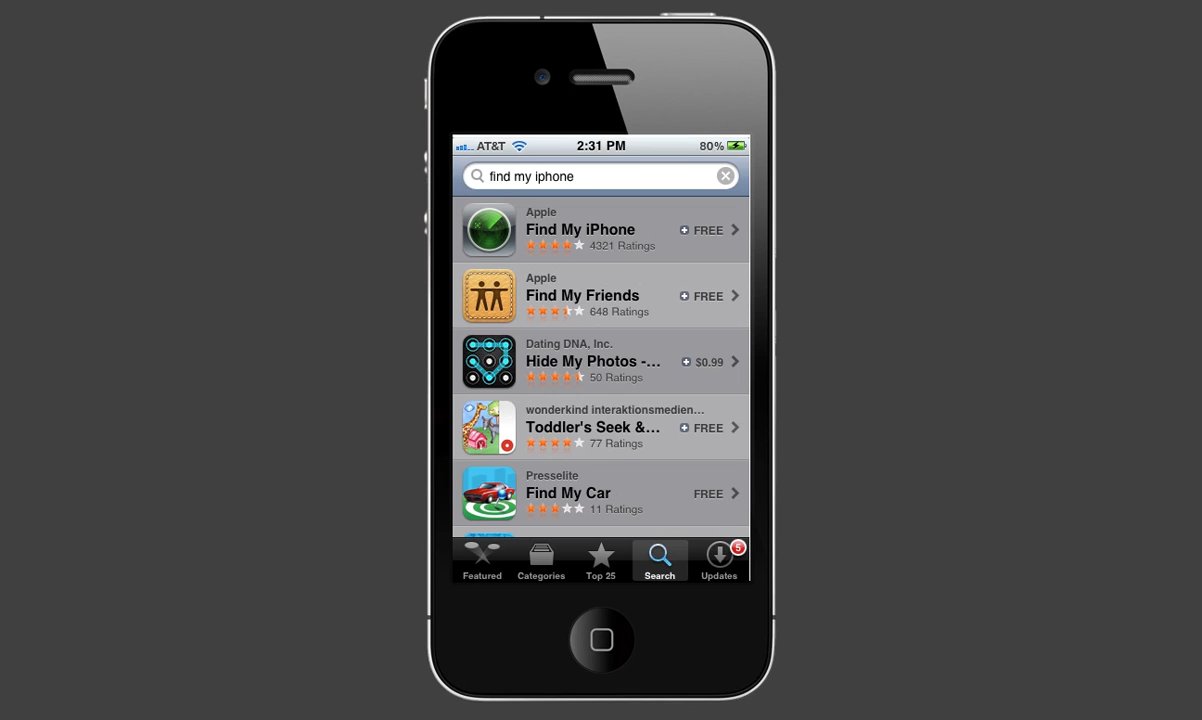 AT&T 2:31 PM 80%
find my iphone
Apple
Find My iPhone FREE
4321 Ratings
Apple
Find My Friends FREE
648 Ratings
Dating DNA, Inc.
Hide My Photos -... $0.99
50 Ratings
wonderkind interaktionsmedien...
Toddler's Seek &... FREE
77 Ratings
Presselite
Find My Car FREE
11 Ratings
5
Featured Categories Top 25 Search Updates